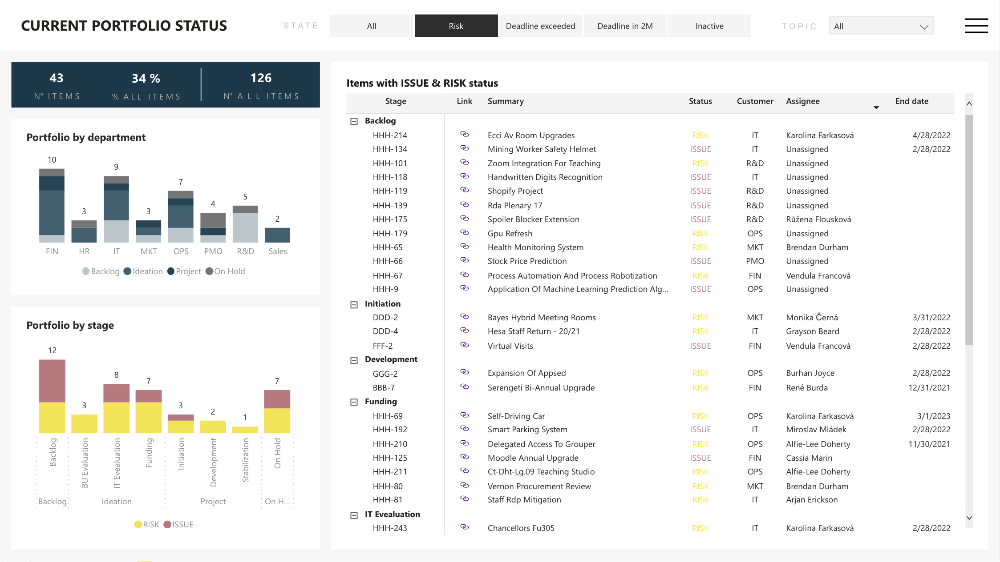 CURRENT PORTFOLIO STATUS
STATE
All
Risk
Deadline exceeded
Deadline in 2M
Inactive
TOPIC
All
43
N° ITEMS
34 %
% ALL ITEMS
126
N° ALL ITEMS
Portfolio by department
10
3
9
3
7
4
5
2
FIN HR IT MKT OPS PMO R&D Sales
Backlog Ideation Project On Hold
Portfolio by stage
12
3
8
7
3
2
1
7
Backlog
BU Evaluation
IT Evealuation
Funding
Initiation
Development
Stabilization
On Hold
Backlog Ideation Project On H...
RISK ISSUE
Items with ISSUE & RISK status
Stage Link Summary Status Customer Assignee End date
Backlog
HHH-214 Ecci Av Room Upgrades RISK IT Karolína Farkasová 4/28/2022
HHH-134 Mining Worker Safety Helmet ISSUE IT Unassigned 2/28/2022
HHH-101 Zoom Integration For Teaching RISK R&D Unassigned
HHH-118 Handwritten Digits Recognition ISSUE IT Unassigned
HHH-119 Shopify Project ISSUE R&D Unassigned
HHH-139 Rda Plenary 17 ISSUE R&D Unassigned
HHH-175 Spoiler Blocker Extension ISSUE R&D Růžena Flousková
HHH-179 Gpu Refresh RISK OPS Unassigned
HHH-65 Health Monitoring System RISK MKT Brendan Durham
HHH-66 Stock Price Prediction ISSUE PMO Unassigned
HHH-67 Process Automation And Process Robotization RISK FIN Vendula Francová
HHH-9 Application Of Machine Learning Prediction Alg... ISSUE OPS Unassigned
Initiation
DDD-2 Bayes Hybrid Meeting Rooms RISK MKT Monika Černá 3/31/2022
DDD-4 Hesa Staff Return - 20/21 RISK IT Grayson Beard 2/28/2022
FFF-2 Virtual Visits ISSUE FIN Vendula Francová 2/28/2022
Development
GGG-2 Expansion Of Appsed RISK OPS Burhan Joyce 2/28/2022
BBB-7 Serengeti Bi-Annual Upgrade RISK FIN René Burda 12/31/2021
Funding
HHH-69 Self-Driving Car RISK OPS Karolína Farkasová 3/1/2023
HHH-192 Smart Parking System ISSUE IT Miroslav Mládek 2/28/2022
HHH-210 Delegated Access To Grouper RISK OPS Alfie-Lee Doherty 11/30/2021
HHH-125 Moodle Annual Upgrade ISSUE FIN Cassia Marin
HHH-211 Ct-Dht-Lg.09 Teaching Studio RISK OPS Alfie-Lee Doherty
HHH-80 Vernon Procurement Review RISK MKT Brendan Durham
HHH-81 Staff Rdp Mitigation RISK IT Arjan Erickson
IT Evealuation
HHH-243 Chancellors Fu305 RISK IT Karolína Farkasová 2/28/2022